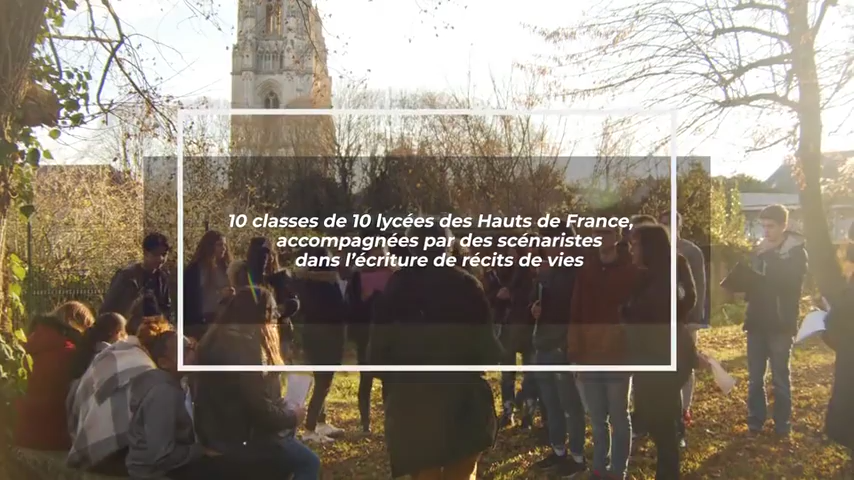 10 classes de 10 lycées des Hauts de France,
accompagnées par des scénaristes
dans l'écriture de récits de vies